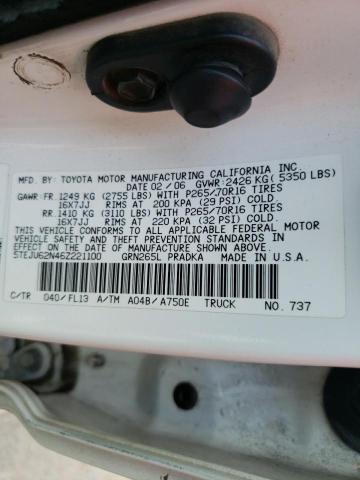 MFD. BY: TOYOTA MOTOR MANUFACTURING CALIFORNIA INC.
DATE 02/06 GVWR: 2426 KG ( 5350 LBS)
GAWR: FR. 1249 KG (2755 LBS) WITH P265/70R16 TIRES
16X7JJ RIMS AT 200 KPA (29 PSI) COLD
RR. 1410 KG (3110 LBS) WITH P265/70R16 TIRES
16X7JJ RIMS AT 220 KPA (32 PSI) COLD
THIS VEHICLE CONFORMS TO ALL APPLICABLE FEDERAL MOTOR
VEHICLE SAFETY AND BUMPER STANDARDS IN EFFECT
ON THE DATE OF MANUFACTURE SHOWN ABOVE.
5TEJU62N46Z221100 GRN265L PRADKA MADE IN U.S.A.
C/TR 040/FL13 A/TM A04B/A750E TRUCK NO. 737